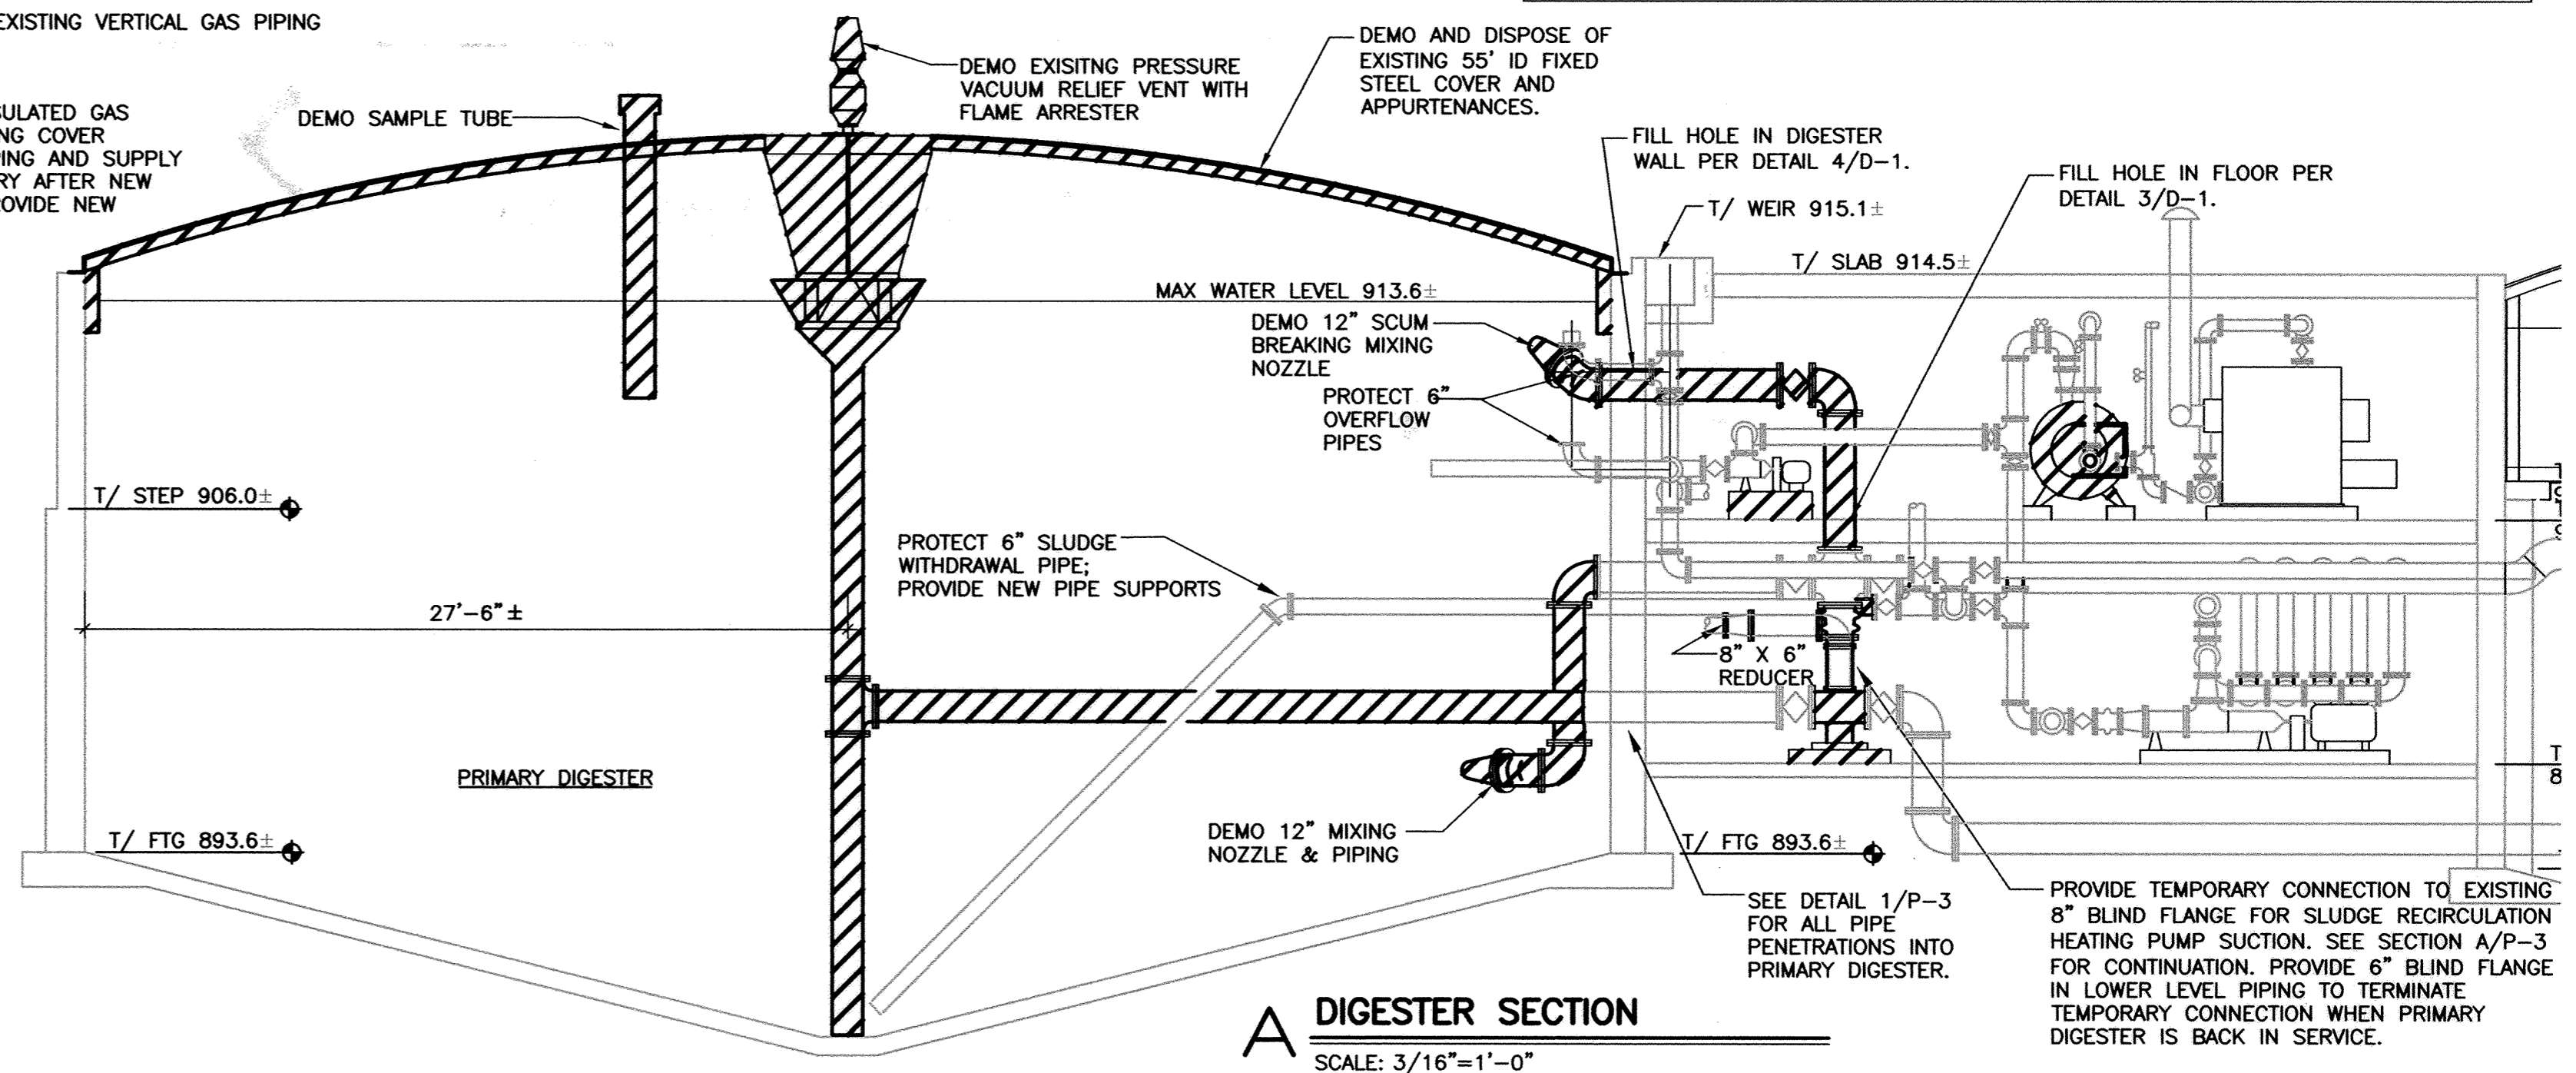 EXISTING VERTICAL GAS PIPING
SULATED GAS
NG COVER
PING AND SUPPLY
RY AFTER NEW
ROVIDE NEW
DEMO SAMPLE TUBE
DEMO EXISITNG PRESSURE
VACUUM RELIEF VENT WITH
FLAME ARRESTER
DEMO AND DISPOSE OF
EXISTING 55' ID FIXED
STEEL COVER AND
APPURTENANCES.
FILL HOLE IN DIGESTER
WALL PER DETAIL 4/D-1.
T/ WEIR 915.1±
FILL HOLE IN FLOOR PER
DETAIL 3/D-1.
T/ SLAB 914.5±
MAX WATER LEVEL 913.6±
DEMO 12" SCUM
BREAKING MIXING
NOZZLE
PROTECT 6"
OVERFLOW
PIPES
T/ STEP 906.0±
PROTECT 6" SLUDGE
WITHDRAWAL PIPE;
PROVIDE NEW PIPE SUPPORTS
27'-6"±
8" X 6"
REDUCER
PRIMARY DIGESTER
DEMO 12" MIXING
NOZZLE & PIPING
T/ FTG 893.6±
T/ FTG 893.6±
SEE DETAIL 1/P-3
FOR ALL PIPE
PENETRATIONS INTO
PRIMARY DIGESTER.
PROVIDE TEMPORARY CONNECTION TO EXISTING
8" BLIND FLANGE FOR SLUDGE RECIRCULATION
HEATING PUMP SUCTION. SEE SECTION A/P-3
FOR CONTINUATION. PROVIDE 6" BLIND FLANGE
IN LOWER LEVEL PIPING TO TERMINATE
TEMPORARY CONNECTION WHEN PRIMARY
DIGESTER IS BACK IN SERVICE.
A DIGESTER SECTION
SCALE: 3/16"=1'-0"